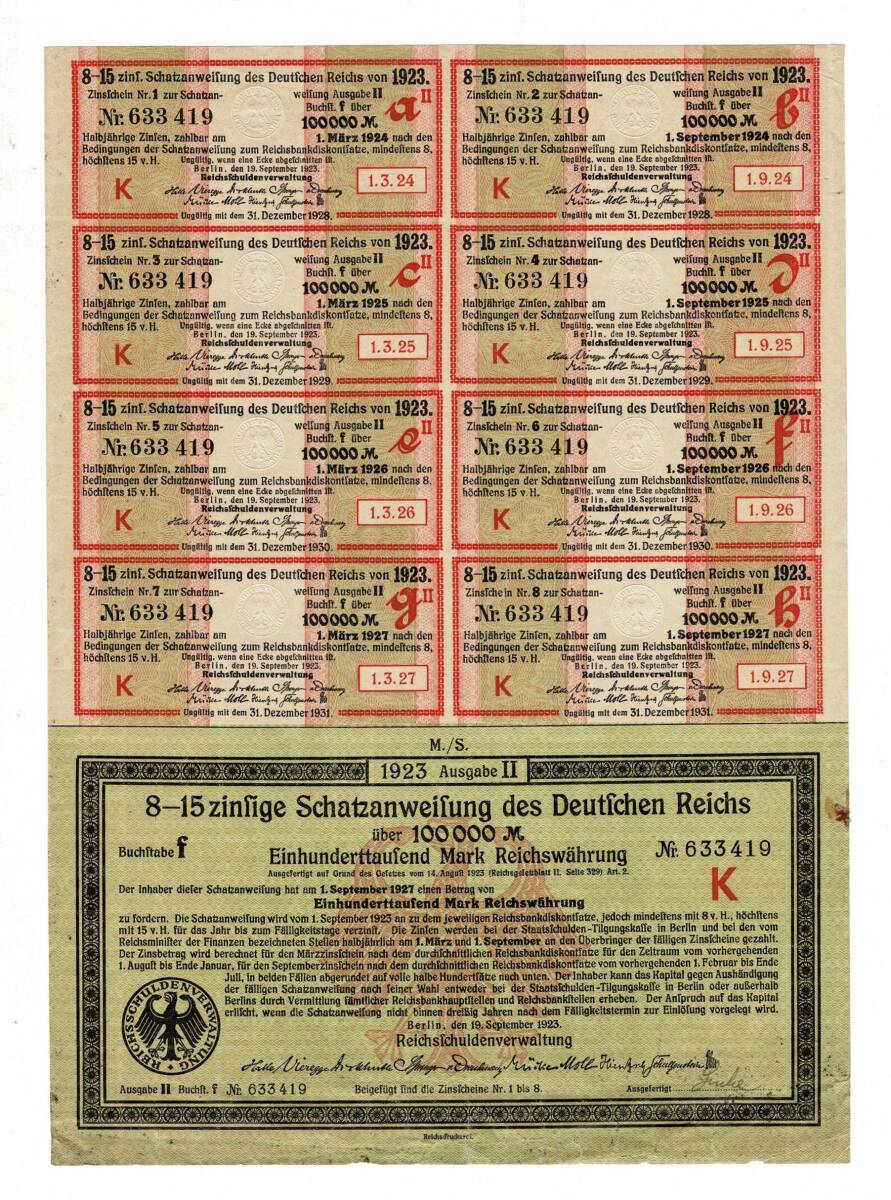 8–15 zinſ. Schatzanweiſung des Deutſchen Reichs von 1923.
Zinsſchein Nr. 1 zur Schatzanweiſung Ausgabe II
Nr. 633 419 Buchſt. f über a II
100000 M.
Halbjährige Zinſen, zahlbar am 1. März 1924 nach den
Bedingungen der Schatzanweiſung zum Reichsbankdiskontſatze, mindeſtens 8,
höchſtens 15 v. H. Ungültig, wenn eine Ecke abgeſchnitten iſt.
Berlin, den 19. September 1923.
Reichsſchuldenverwaltung
K 1.3.24
Ungültig mit dem 31. Dezember 1928.
8–15 zinſ. Schatzanweiſung des Deutſchen Reichs von 1923.
Zinsſchein Nr. 2 zur Schatzanweiſung Ausgabe II
Nr. 633 419 Buchſt. f über b II
100000 M.
Halbjährige Zinſen, zahlbar am 1. September 1924 nach den
Bedingungen der Schatzanweiſung zum Reichsbankdiskontſatze, mindeſtens 8,
höchſtens 15 v. H. Ungültig, wenn eine Ecke abgeſchnitten iſt.
Berlin, den 19. September 1923.
Reichsſchuldenverwaltung
K 1.9.24
Ungültig mit dem 31. Dezember 1928.
8–15 zinſ. Schatzanweiſung des Deutſchen Reichs von 1923.
Zinsſchein Nr. 3 zur Schatzanweiſung Ausgabe II
Nr. 633 419 Buchſt. f über c II
100000 M.
Halbjährige Zinſen, zahlbar am 1. März 1925 nach den
Bedingungen der Schatzanweiſung zum Reichsbankdiskontſatze, mindeſtens 8,
höchſtens 15 v. H. Ungültig, wenn eine Ecke abgeſchnitten iſt.
Berlin, den 19. September 1923.
Reichsſchuldenverwaltung
K 1.3.25
Ungültig mit dem 31. Dezember 1929.
8–15 zinſ. Schatzanweiſung des Deutſchen Reichs von 1923.
Zinsſchein Nr. 4 zur Schatzanweiſung Ausgabe II
Nr. 633 419 Buchſt. f über d II
100000 M.
Halbjährige Zinſen, zahlbar am 1. September 1925 nach den
Bedingungen der Schatzanweiſung zum Reichsbankdiskontſatze, mindeſtens 8,
höchſtens 15 v. H. Ungültig, wenn eine Ecke abgeſchnitten iſt.
Berlin, den 19. September 1923.
Reichsſchuldenverwaltung
K 1.9.25
Ungültig mit dem 31. Dezember 1929.
8–15 zinſ. Schatzanweiſung des Deutſchen Reichs von 1923.
Zinsſchein Nr. 5 zur Schatzanweiſung Ausgabe II
Nr. 633 419 Buchſt. f über e II
100000 M.
Halbjährige Zinſen, zahlbar am 1. März 1926 nach den
Bedingungen der Schatzanweiſung zum Reichsbankdiskontſatze, mindeſtens 8,
höchſtens 15 v. H. Ungültig, wenn eine Ecke abgeſchnitten iſt.
Berlin, den 19. September 1923.
Reichsſchuldenverwaltung
K 1.3.26
Ungültig mit dem 31. Dezember 1930.
8–15 zinſ. Schatzanweiſung des Deutſchen Reichs von 1923.
Zinsſchein Nr. 6 zur Schatzanweiſung Ausgabe II
Nr. 633 419 Buchſt. f über f II
100000 M.
Halbjährige Zinſen, zahlbar am 1. September 1926 nach den
Bedingungen der Schatzanweiſung zum Reichsbankdiskontſatze, mindeſtens 8,
höchſtens 15 v. H. Ungültig, wenn eine Ecke abgeſchnitten iſt.
Berlin, den 19. September 1923.
Reichsſchuldenverwaltung
K 1.9.26
Ungültig mit dem 31. Dezember 1930.
8–15 zinſ. Schatzanweiſung des Deutſchen Reichs von 1923.
Zinsſchein Nr. 7 zur Schatzanweiſung Ausgabe II
Nr. 633 419 Buchſt. f über g II
100000 M.
Halbjährige Zinſen, zahlbar am 1. März 1927 nach den
Bedingungen der Schatzanweiſung zum Reichsbankdiskontſatze, mindeſtens 8,
höchſtens 15 v. H. Ungültig, wenn eine Ecke abgeſchnitten iſt.
Berlin, den 19. September 1923.
Reichsſchuldenverwaltung
K 1.3.27
Ungültig mit dem 31. Dezember 1931.
8–15 zinſ. Schatzanweiſung des Deutſchen Reichs von 1923.
Zinsſchein Nr. 8 zur Schatzanweiſung Ausgabe II
Nr. 633 419 Buchſt. f über h II
100000 M.
Halbjährige Zinſen, zahlbar am 1. September 1927 nach den
Bedingungen der Schatzanweiſung zum Reichsbankdiskontſatze, mindeſtens 8,
höchſtens 15 v. H. Ungültig, wenn eine Ecke abgeſchnitten iſt.
Berlin, den 19. September 1923.
Reichsſchuldenverwaltung
K 1.9.27
Ungültig mit dem 31. Dezember 1931.
M./S.
1923 Ausgabe II
8–15 zinſige Schatzanweiſung des Deutſchen Reichs
über 100000 M.
Buchſtabe f Einhunderttauſend Mark Reichswährung Nr. 633419
Ausgefertigt auf Grund des Geſetzes vom 14. Auguſt 1923 (Reichsgeſetzblatt II. Seite 329) Art. 2.
K
Der Inhaber dieſer Schatzanweiſung hat am 1. September 1927 einen Betrag von
Einhunderttauſend Mark Reichswährung
zu fordern. Die Schatzanweiſung wird vom 1. September 1923 an zu dem jeweiligen Reichsbankdiskontſatze, jedoch mindeſtens mit 8 v. H., höchſtens
mit 15 v. H. für das Jahr bis zum Fälligkeitstage verzinſt. Die Zinſen werden bei der Staatsſchulden-Tilgungskaſſe in Berlin und bei den vom
Reichsminiſter der Finanzen bezeichneten Stellen halbjährlich am 1. März und 1. September an den Überbringer der fälligen Zinsſcheine gezahlt.
Der Zinsbetrag wird berechnet für den Märzzinsſchein nach dem durchſchnittlichen Reichsbankdiskontſatze für den Zeitraum vom vorhergehenden
1. Auguſt bis Ende Januar, für den Septemberzinsſchein nach dem durchſchnittlichen Reichsbankdiskontſatze vom vorhergehenden 1. Februar bis Ende
Juli, in beiden Fällen abgerundet auf volle halbe Hundertſätze nach unten. Der Inhaber kann das Kapital gegen Aushändigung
der fälligen Schatzanweiſung nach ſeiner Wahl entweder bei der Staatsſchulden-Tilgungskaſſe in Berlin oder außerhalb
Berlins durch Vermittlung ſämtlicher Reichsbankhauptſtellen und Reichsbankſtellen erheben. Der Anſpruch auf das Kapital
erliſcht, wenn die Schatzanweiſung nicht binnen dreißig Jahren nach dem Fälligkeitstermin zur Einlöſung vorgelegt wird.
Berlin, den 19. September 1923.
Reichsſchuldenverwaltung
REICHSSCHULDENVERWALTUNG
Ausgabe II Buchſt. f Nr. 633419 Beigefügt ſind die Zinsſcheine Nr. 1 bis 8. Ausgefertigt
Reichsdruckerei.